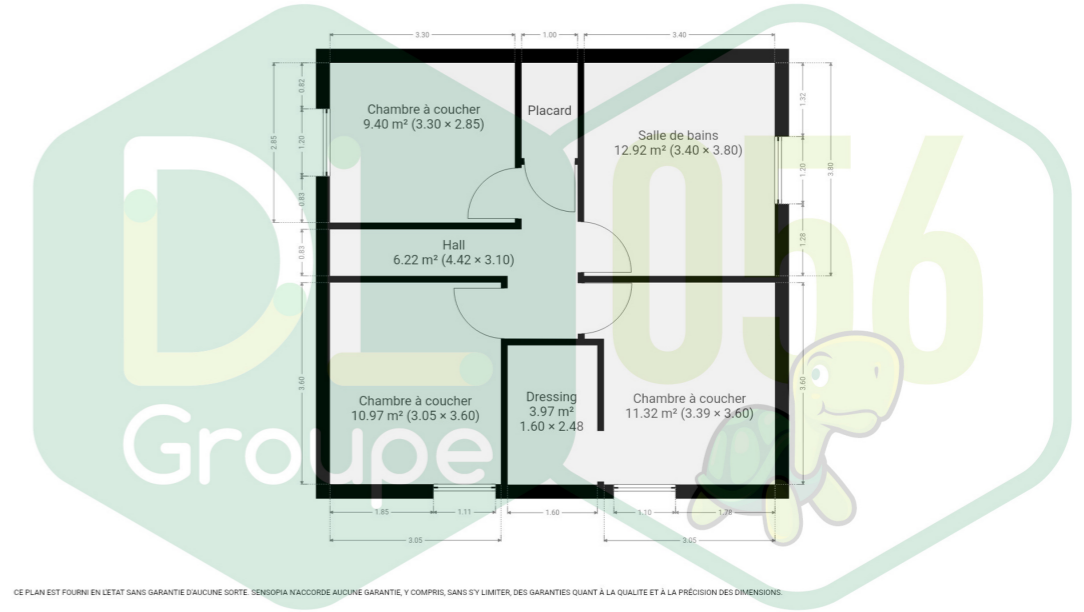 3.30
1.00
3.40
0.82
1.20
0.83
2.85
0.83
3.60
1.32
1.20
1.28
3.80
3.60
Chambre à coucher
9.40 m² (3.30 × 2.85)
Placard
Salle de bains
12.92 m² (3.40 × 3.80)
Hall
6.22 m² (4.42 × 3.10)
Chambre à coucher
10.97 m² (3.05 × 3.60)
Dressing
3.97 m²
1.60 × 2.48
Chambre à coucher
11.32 m² (3.39 × 3.60)
1.85
1.11
1.60
1.10
1.78
3.05
3.05
DL 056
Groupe
CE PLAN EST FOURNI EN L'ETAT SANS GARANTIE D'AUCUNE SORTE. SENSOPIA N'ACCORDE AUCUNE GARANTIE, Y COMPRIS, SANS S'Y LIMITER, DES GARANTIES QUANT À LA QUALITE ET À LA PRÉCISION DES DIMENSIONS.